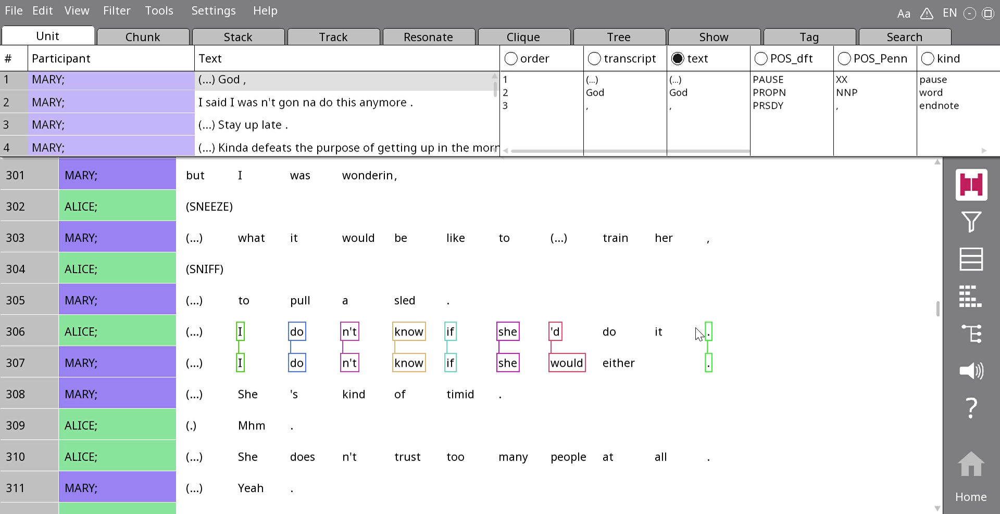 File Edit View Filter Tools Settings Help Aa EN -
Unit Chunk Stack Track Resonate Clique Tree Show Tag Search
# Participant Text order transcript text POS_dft POS_Penn kind
1 MARY; (...) God ,
2 MARY; I said I was n't gon na do this anymore .
3 MARY; (...) Stay up late .
4 MARY; (...) Kinda defeats the purpose of getting up in the morn
1 (...) (...) PAUSE XX pause
2 God God PROPN NNP word
3 , , PRSDY , endnote
301 MARY; but I was wonderin,
302 ALICE; (SNEEZE)
303 MARY; (...) what it would be like to (...) train her ,
304 ALICE; (SNIFF)
305 MARY; (...) to pull a sled .
306 ALICE; (...) I do n't know if she 'd do it .
307 MARY; (...) I do n't know if she would either .
308 MARY; (...) She 's kind of timid .
309 ALICE; (.) Mhm .
310 ALICE; (...) She does n't trust too many people at all .
311 MARY; (...) Yeah .
?
Home